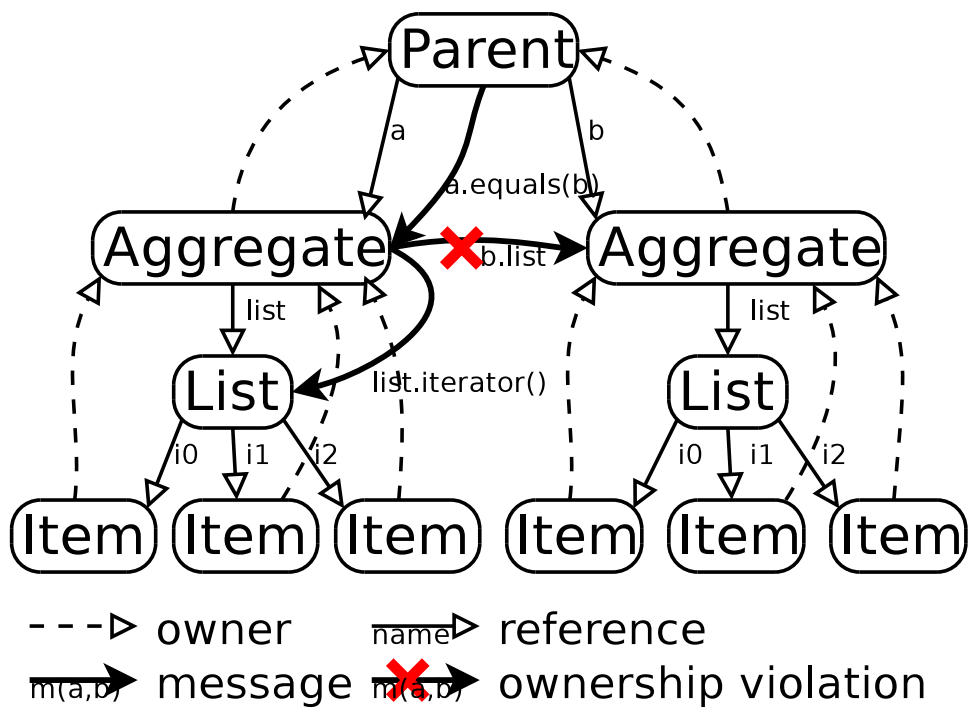 Parent
a b
a.equals(b)
Aggregate b.list Aggregate
list list
List list.iterator() List
i0 i1 i2 i0 i1 i2
Item Item Item Item Item Item
owner name reference
m(a,b) message m(a,b) ownership violation